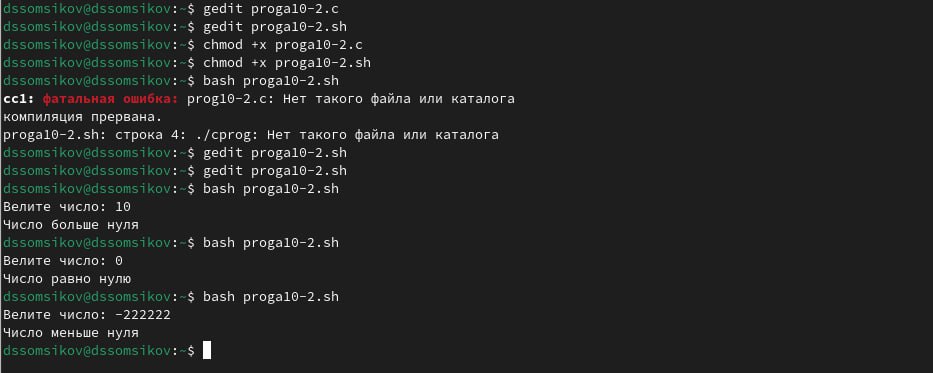 dssomsikov@dssomsikov:~$ gedit proga10-2.c
dssomsikov@dssomsikov:~$ gedit proga10-2.sh
dssomsikov@dssomsikov:~$ chmod +x proga10-2.c
dssomsikov@dssomsikov:~$ chmod +x proga10-2.sh
dssomsikov@dssomsikov:~$ bash proga10-2.sh
cc1: фатальная ошибка: prog10-2.c: Нет такого файла или каталога
компиляция прервана.
proga10-2.sh: строка 4: ./cprog: Нет такого файла или каталога
dssomsikov@dssomsikov:~$ gedit proga10-2.sh
dssomsikov@dssomsikov:~$ gedit proga10-2.sh
dssomsikov@dssomsikov:~$ bash proga10-2.sh
Велите число: 10
Число больше нуля
dssomsikov@dssomsikov:~$ bash proga10-2.sh
Велите число: 0
Число равно нулю
dssomsikov@dssomsikov:~$ bash proga10-2.sh
Велите число: -222222
Число меньше нуля
dssomsikov@dssomsikov:~$